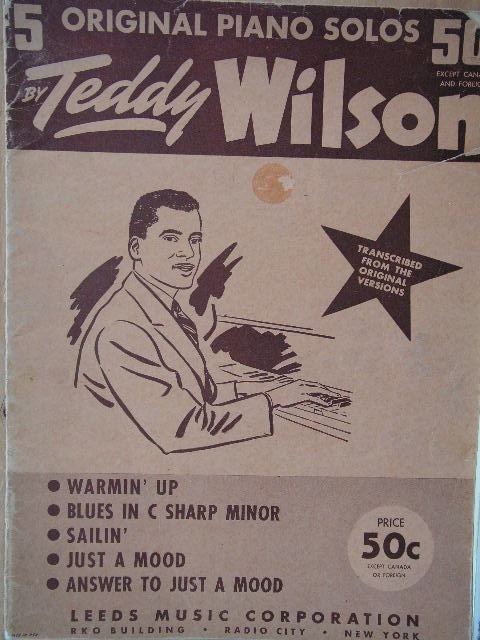 5 ORIGINAL PIANO SOLOS 50
EXCEPT
AND
BY Teddy Wilson
TRANSCRIBED
FROM THE
ORIGINAL
VERSIONS
● WARMIN' UP
● BLUES IN C SHARP MINOR
● SAILIN'
● JUST A MOOD
● ANSWER TO JUST A MOOD
PRICE
50c
EXCEPT CANADA
OR FOREIGN
LEEDS MUSIC CORPORATION
RKO BUILDING • RADIO CITY • NEW YORK